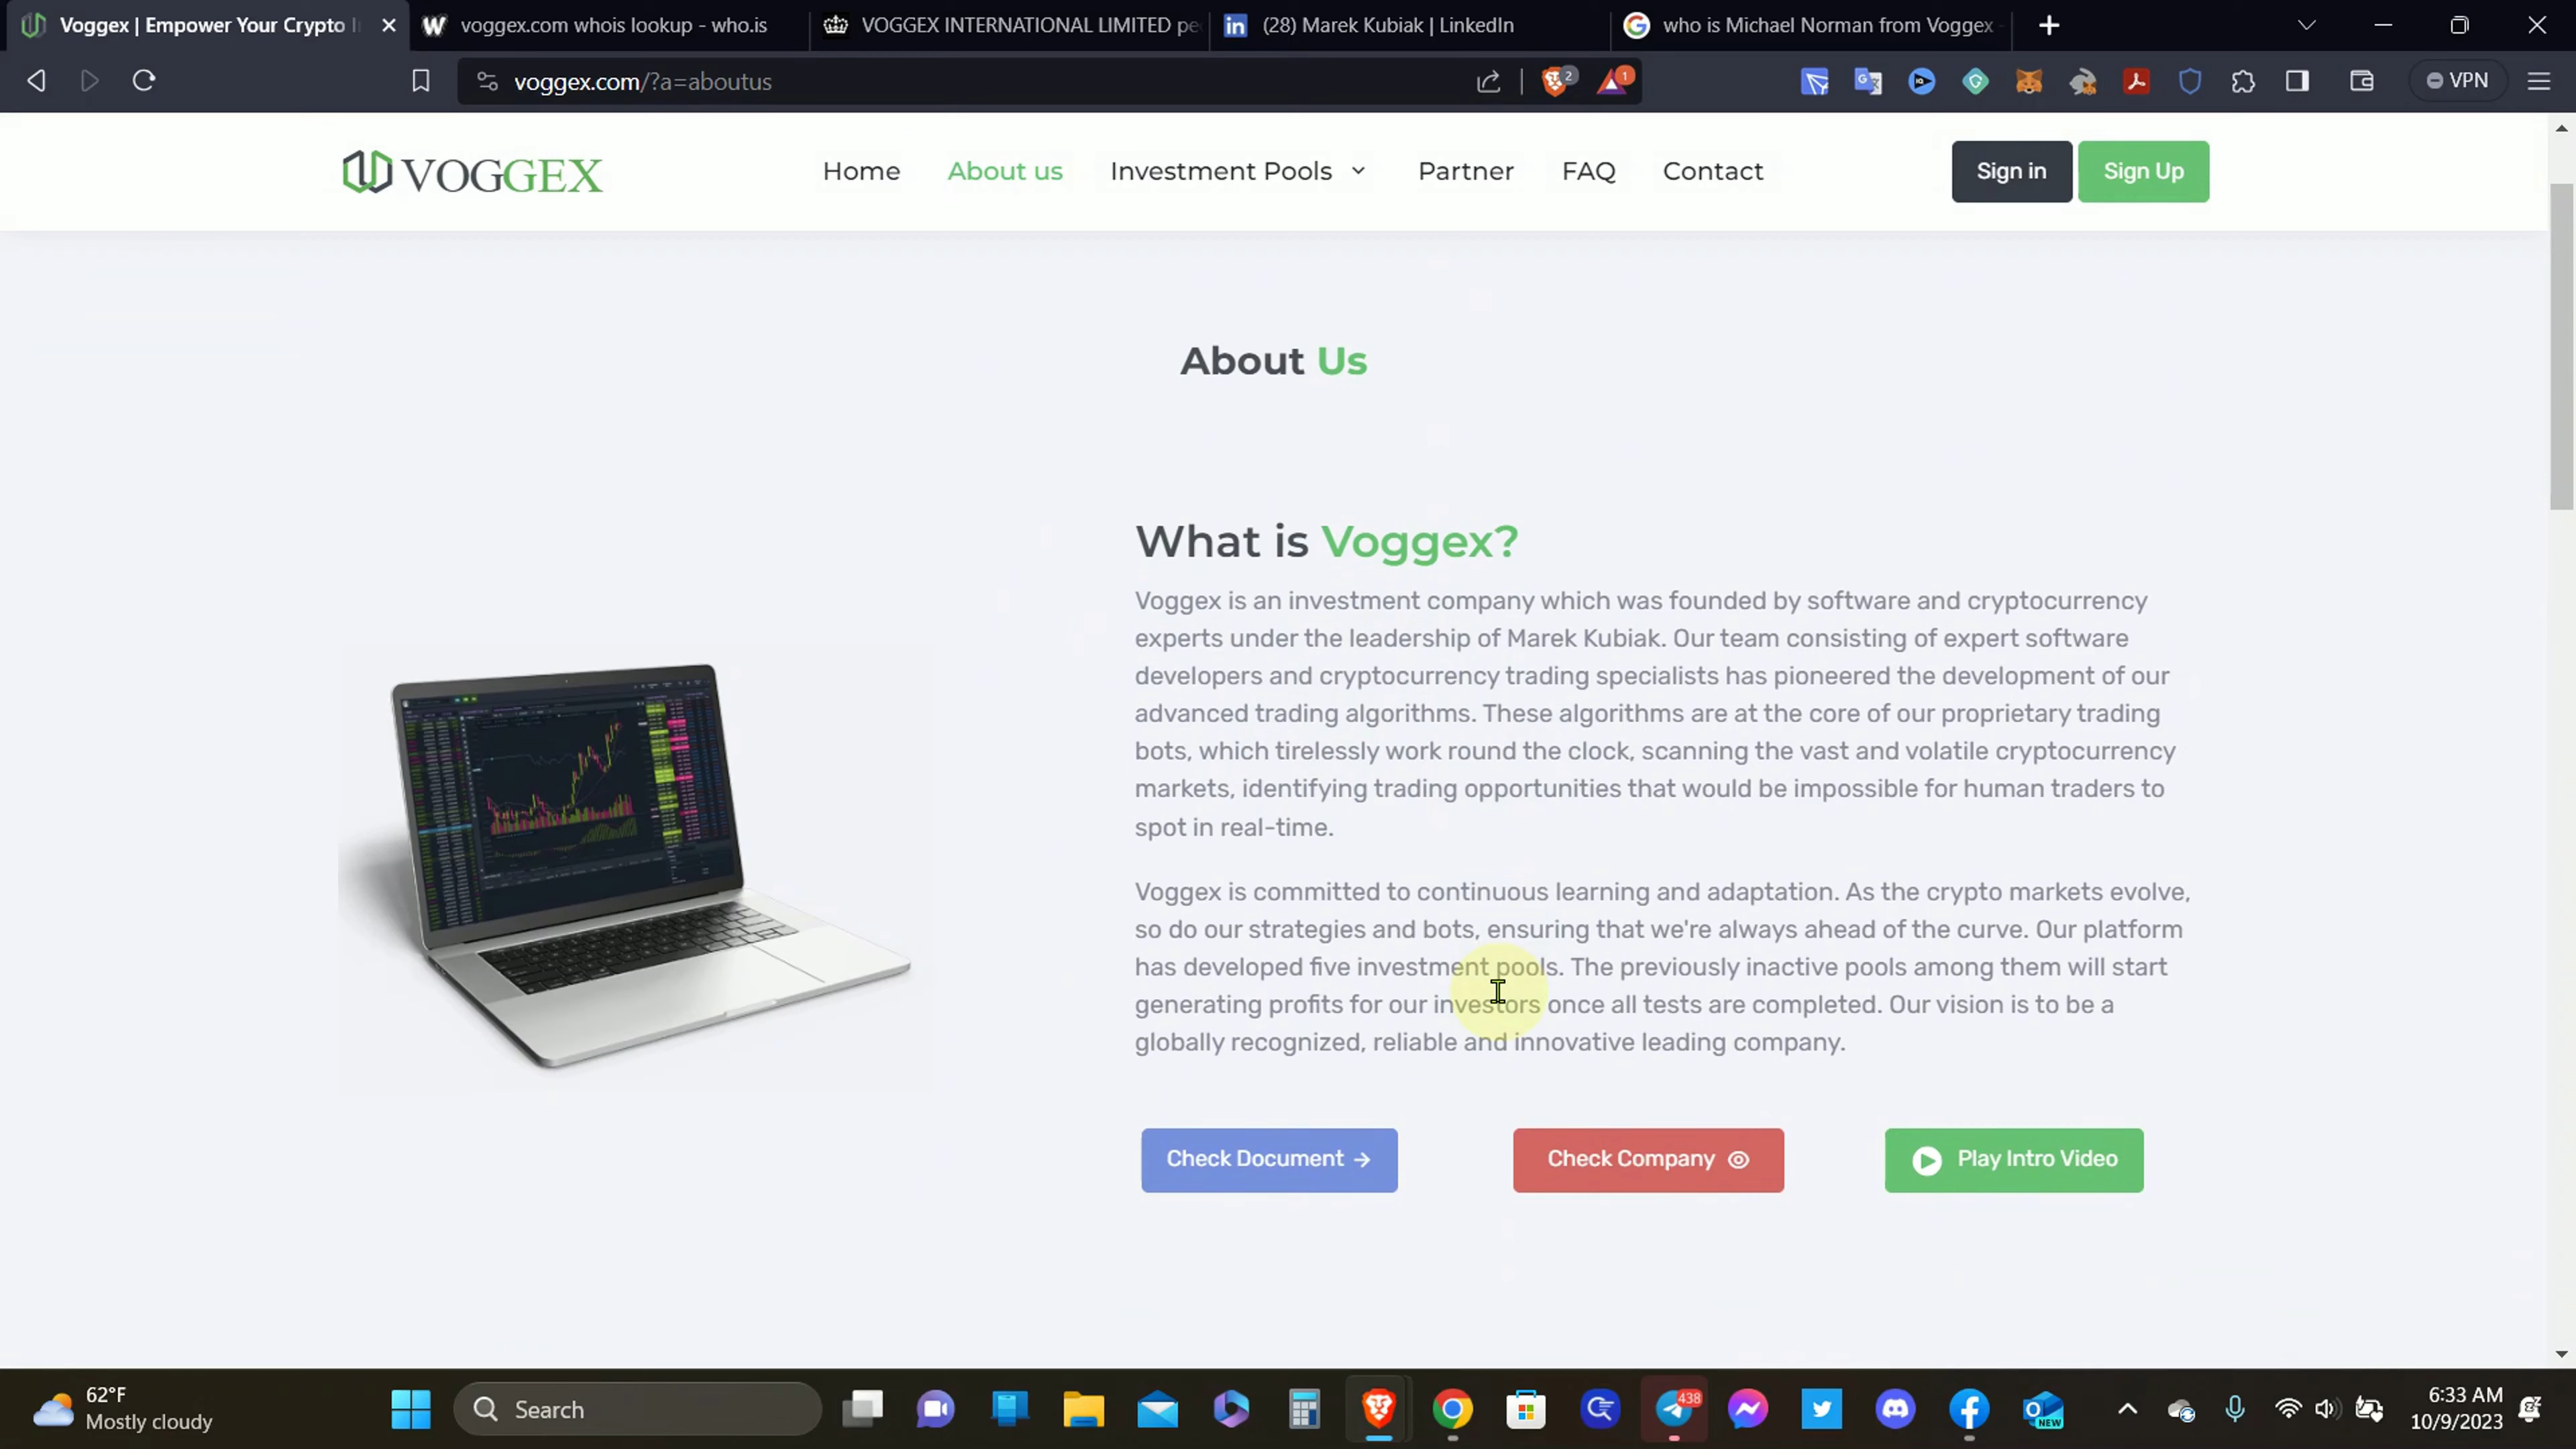 Voggex | Empower Your Crypto I
voggex.com whois lookup - who.is
VOGGEX INTERNATIONAL LIMITED pe
(28) Marek Kubiak | LinkedIn
who is Michael Norman from Voggex -
voggex.com/?a=aboutus
2
1
VPN
VOGGEX
Home
About us
Investment Pools
Partner
FAQ
Contact
Sign in
Sign Up
About Us
What is Voggex?
Voggex is an investment company which was founded by software and cryptocurrency
experts under the leadership of Marek Kubiak. Our team consisting of expert software
developers and cryptocurrency trading specialists has pioneered the development of our
advanced trading algorithms. These algorithms are at the core of our proprietary trading
bots, which tirelessly work round the clock, scanning the vast and volatile cryptocurrency
markets, identifying trading opportunities that would be impossible for human traders to
spot in real-time.
Voggex is committed to continuous learning and adaptation. As the crypto markets evolve,
so do our strategies and bots, ensuring that we're always ahead of the curve. Our platform
has developed five investment pools. The previously inactive pools among them will start
generating profits for our investors once all tests are completed. Our vision is to be a
globally recognized, reliable and innovative leading company.
Check Document
Check Company
Play Intro Video
62°F
Mostly cloudy
Search
438
NEW
6:33 AM
10/9/2023